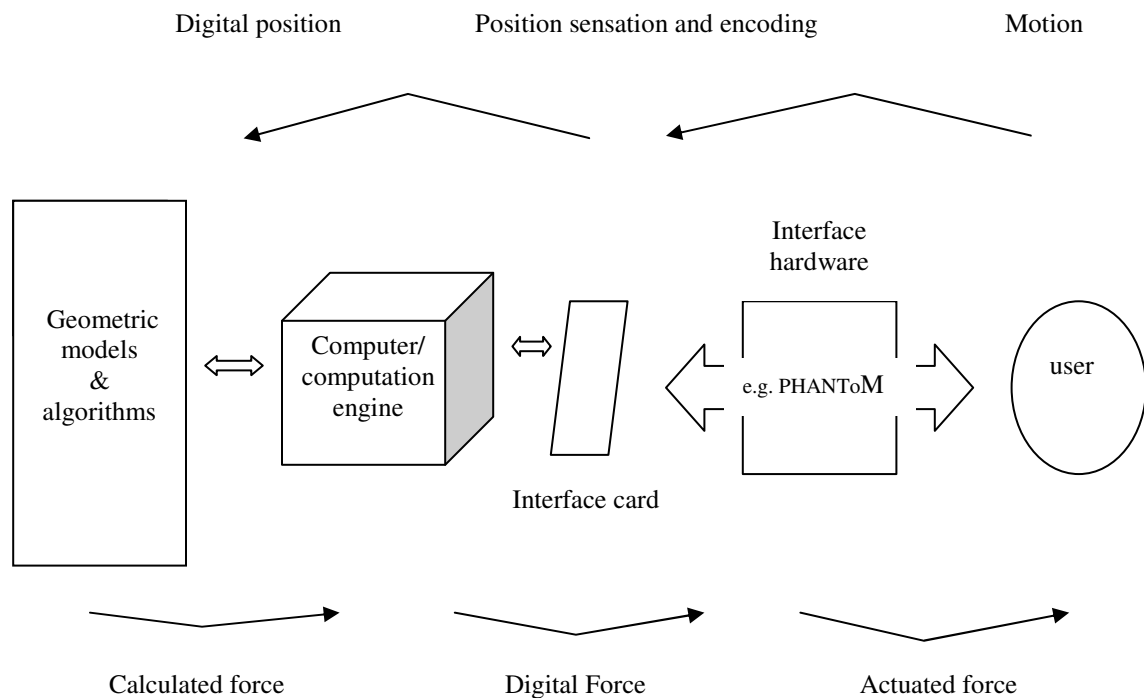 Digital position
Position sensation and encoding
Motion
Interface
hardware
Geometric
models
&
algorithms
Computer/
computation
engine
e.g. PHANToM
user
Interface card
Calculated force
Digital Force
Actuated force